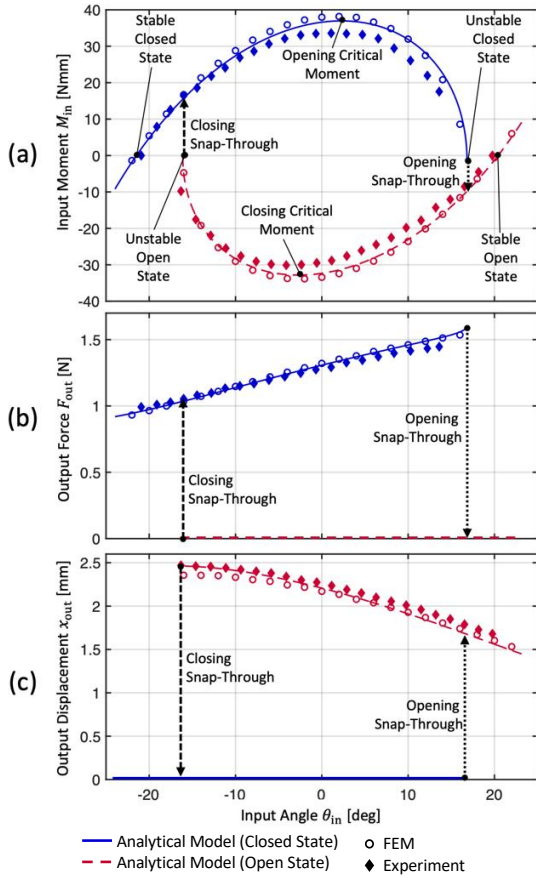 (a)
Input Moment M_in [Nmm]
40
30
20
10
0
-10
-20
-30
-40
Stable
Closed
State
Opening Critical
Moment
Unstable
Closed
State
Closing
Snap-Through
Opening
Snap-Through
Unstable
Open
State
Closing Critical
Moment
Stable
Open
State
(b)
Output Force F_out [N]
1.5
1
0.5
0
Closing
Snap-Through
Opening
Snap-Through
(c)
Output Displacement x_out [mm]
2.5
2
1.5
1
0.5
0
Closing
Snap-Through
Opening
Snap-Through
-20 -10 0 10 20
Input Angle θ_in [deg]
Analytical Model (Closed State) FEM
Analytical Model (Open State) Experiment